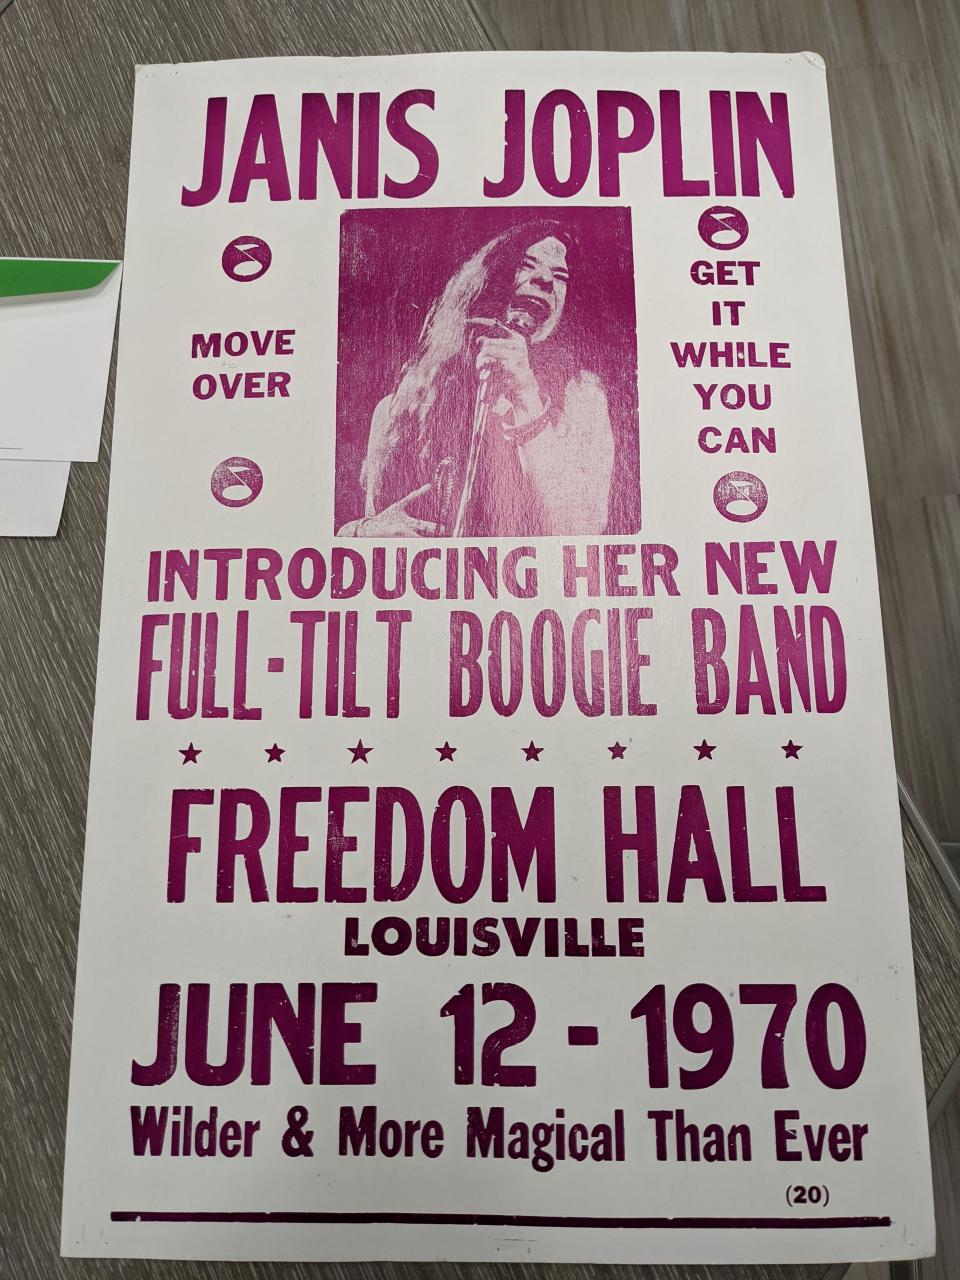 JANIS JOPLIN
MOVE
OVER
GET
IT
WHILE
YOU
CAN
INTRODUCING HER NEW
FULL-TILT BOOGIE BAND
FREEDOM HALL
LOUISVILLE
JUNE 12 - 1970
Wilder & More Magical Than Ever
(20)